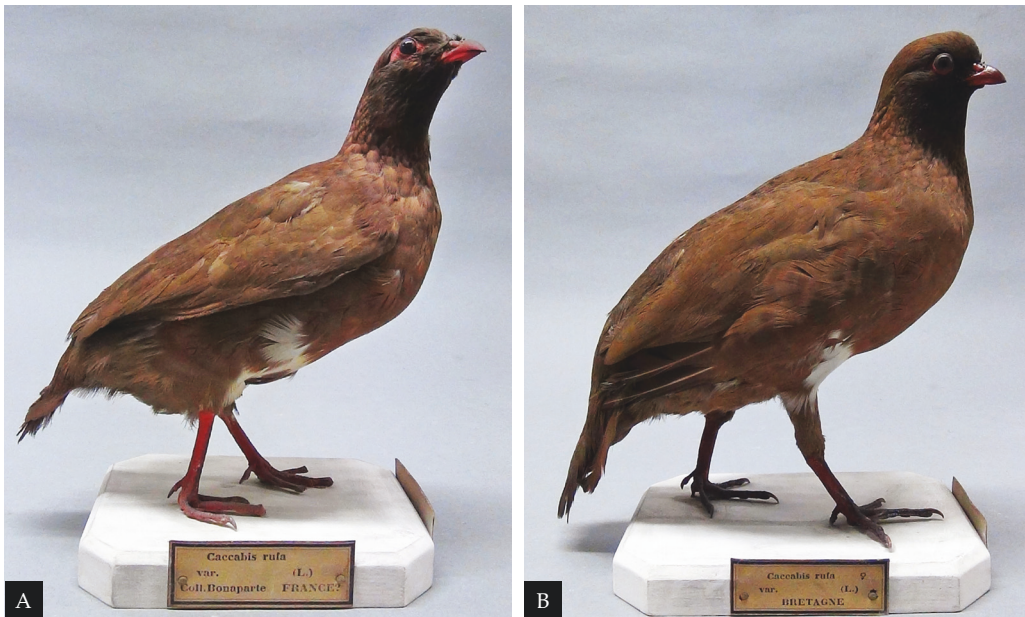 Caccabis rufa
var. (L.)
Coll. Bonaparte FRANCE?
A
Caccabis rufa ♀
var. (L.)
BRETAGNE
B